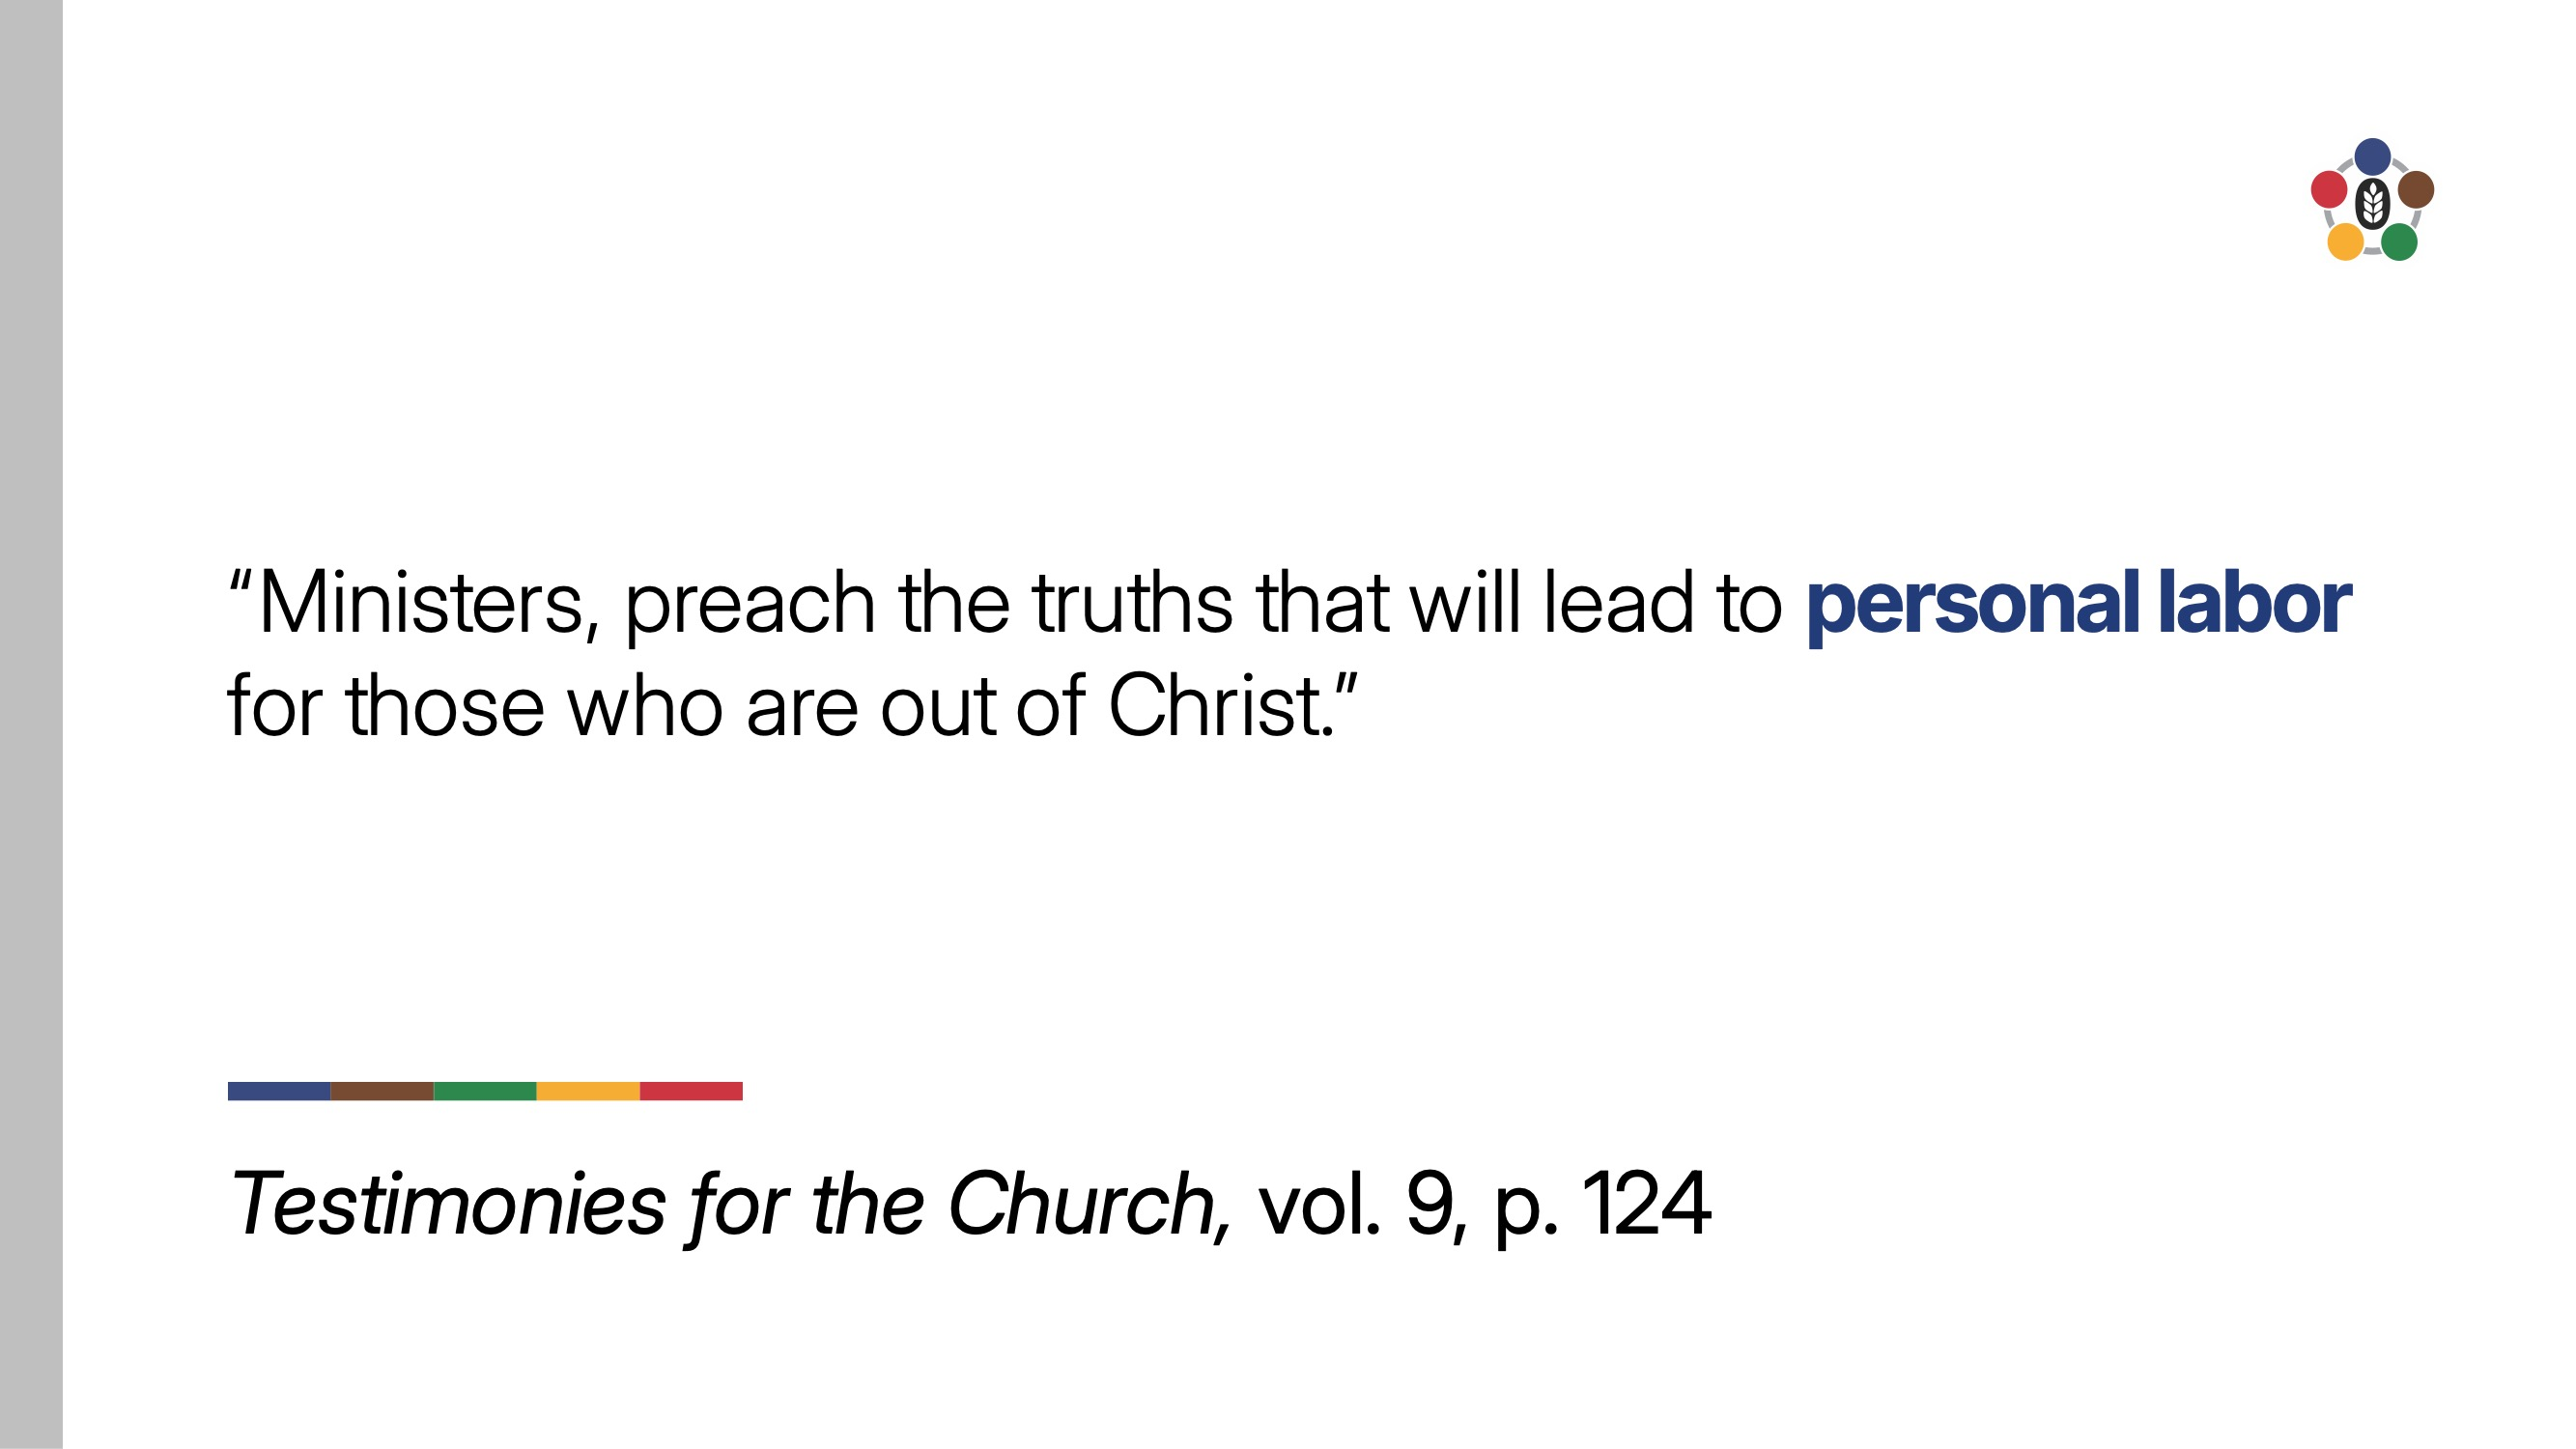 “Ministers, preach the truths that will lead to personal labor
for those who are out of Christ.”
Testimonies for the Church, vol. 9, p. 124